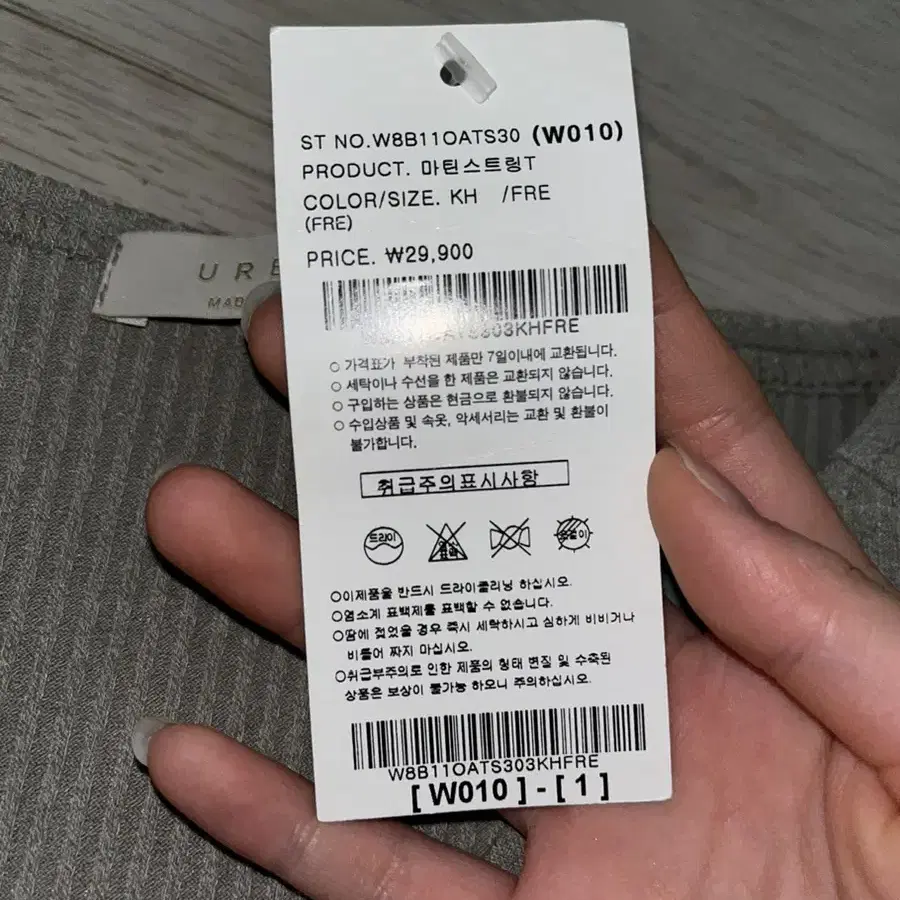 ST NO.W8B11OATS30 (W010)
PRODUCT. 마틴스트링T
COLOR/SIZE. KH /FRE
(FRE)
PRICE. ₩29,900
URB
MAD
303KHFRE
○ 가격표가 부착된 제품만 7일이내에 교환됩니다.
○ 세탁이나 수선을 한 제품은 교환되지 않습니다.
○ 구입하는 상품은 현금으로 환불되지 않습니다.
○ 수입상품 및 속옷, 악세서리는 교환 및 환불이
불가합니다.
취급주의표시사항
드라이
○이제품을 반드시 드라이클리닝 하십시오.
○염소계 표백제를 표백할 수 없습니다.
○땀에 젖었을 경우 즉시 세탁하시고 심하게 비비거나
비틀어 짜지 마십시오.
○취급부주의로 인한 제품의 형태 변질 및 수축된
상품은 보상이 불가능 하오니 주의하십시오.
W8B11OATS303KHFRE
[ W010 ] - [ 1 ]